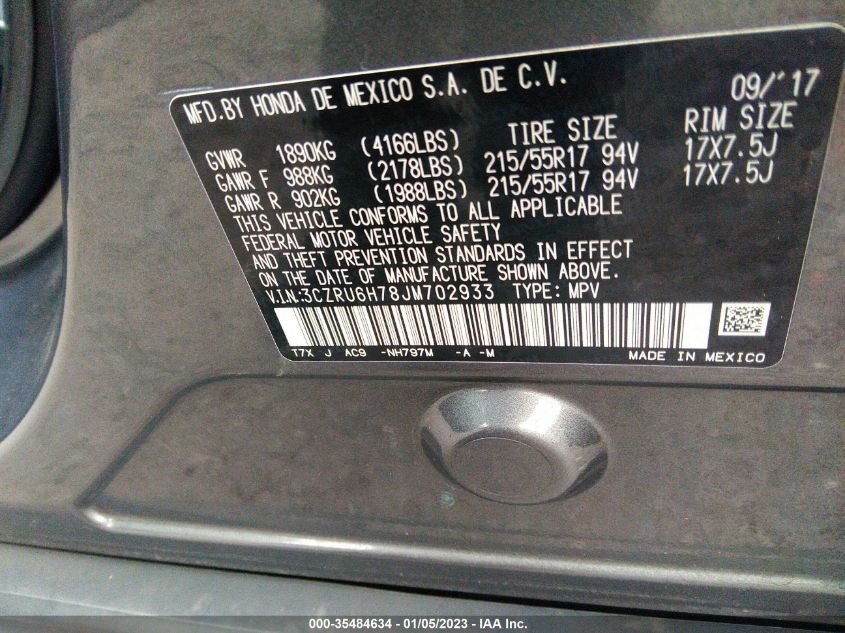 MFD.BY HONDA DE MEXICO S.A. DE C.V. 09/'17
GVWR 1890KG (4166LBS) TIRE SIZE RIM SIZE
GAWR F 988KG (2178LBS) 215/55R17 94V 17X7.5J
GAWR R 902KG (1988LBS) 215/55R17 94V 17X7.5J
THIS VEHICLE CONFORMS TO ALL APPLICABLE
FEDERAL MOTOR VEHICLE SAFETY
AND THEFT PREVENTION STANDARDS IN EFFECT
ON THE DATE OF MANUFACTURE SHOWN ABOVE.
V.I.N:3CZRU6H78JM702933 TYPE: MPV
T7X J AC9 -NH797M -A -M MADE IN MEXICO
000-35484634 - 01/05/2023 - IAA Inc.